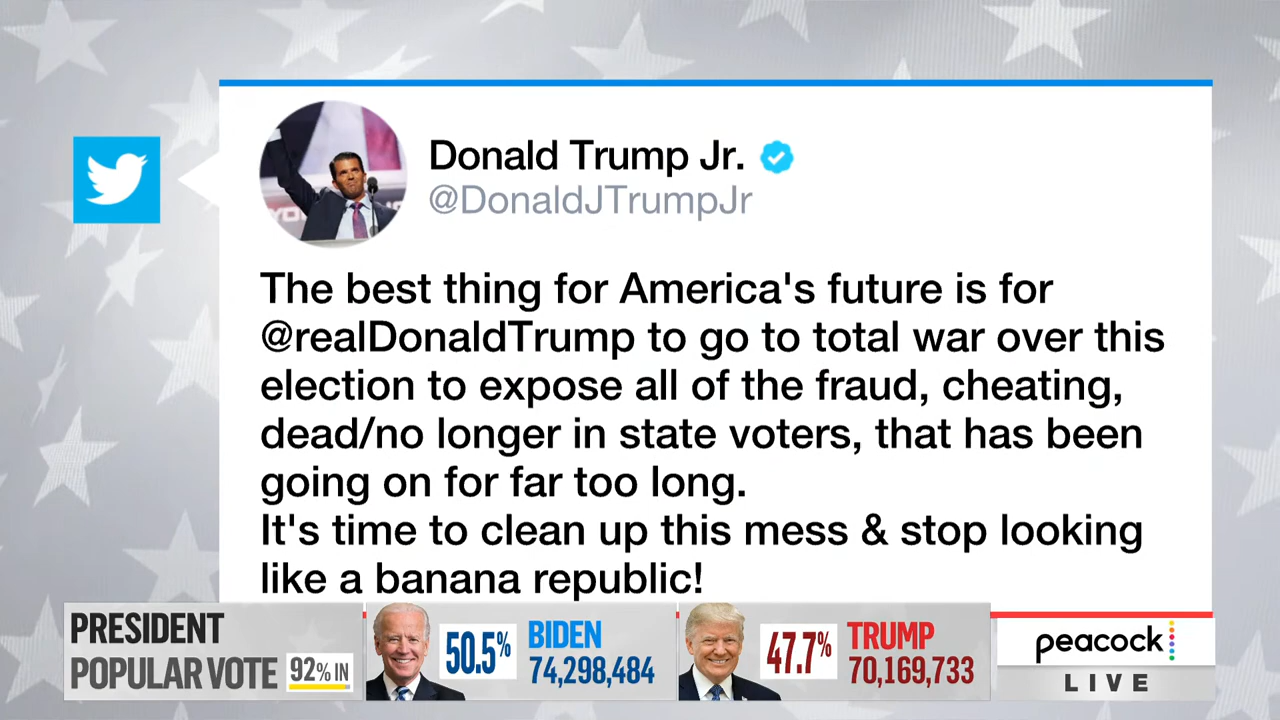 Donald Trump Jr.
@DonaldJTrumpJr
The best thing for America's future is for
@realDonaldTrump to go to total war over this
election to expose all of the fraud, cheating,
dead/no longer in state voters, that has been
going on for far too long.
It's time to clean up this mess & stop looking
like a banana republic!
PRESIDENT
POPULAR VOTE 92% IN
50.5% BIDEN
74,298,484
47.7% TRUMP
70,169,733
peacock
LIVE